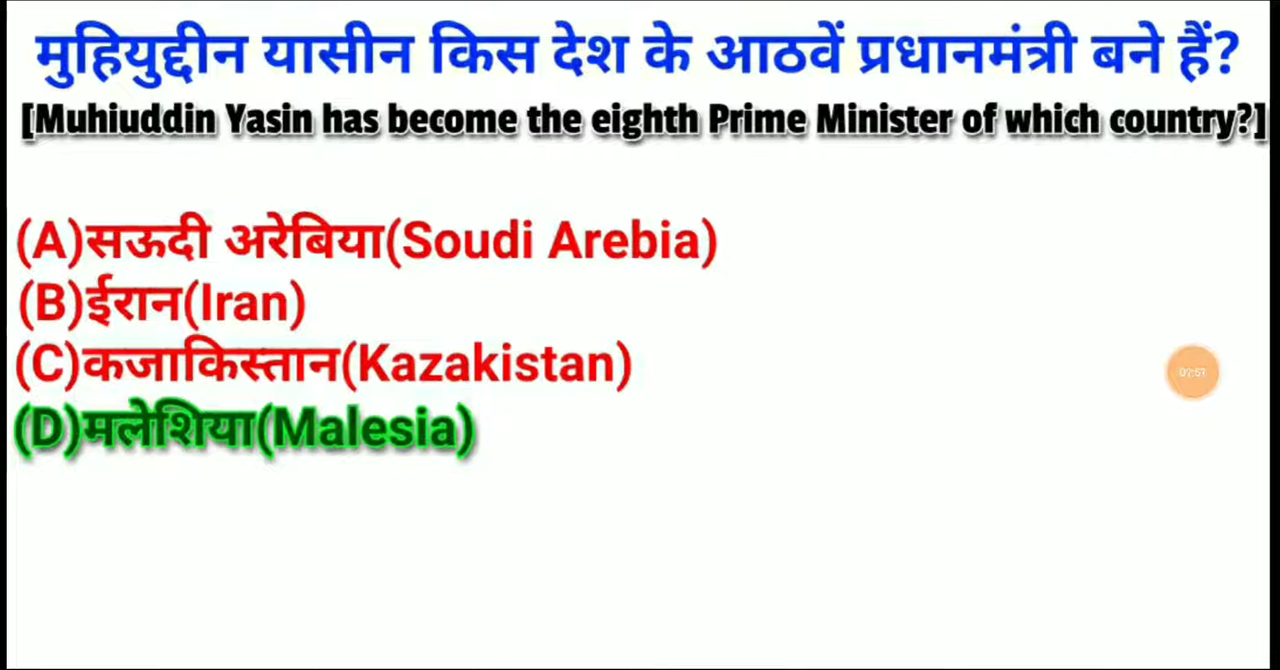 मुहियुद्दीन यासीन किस देश के आठवें प्रधानमंत्री बने हैं?
[Muhiuddin Yasin has become the eighth Prime Minister of which country?]
(A)सऊदी अरेबिया(Soudi Arebia)
(B)ईरान(Iran)
(C)कजाकिस्तान(Kazakistan)
(D)मलेशिया(Malesia)